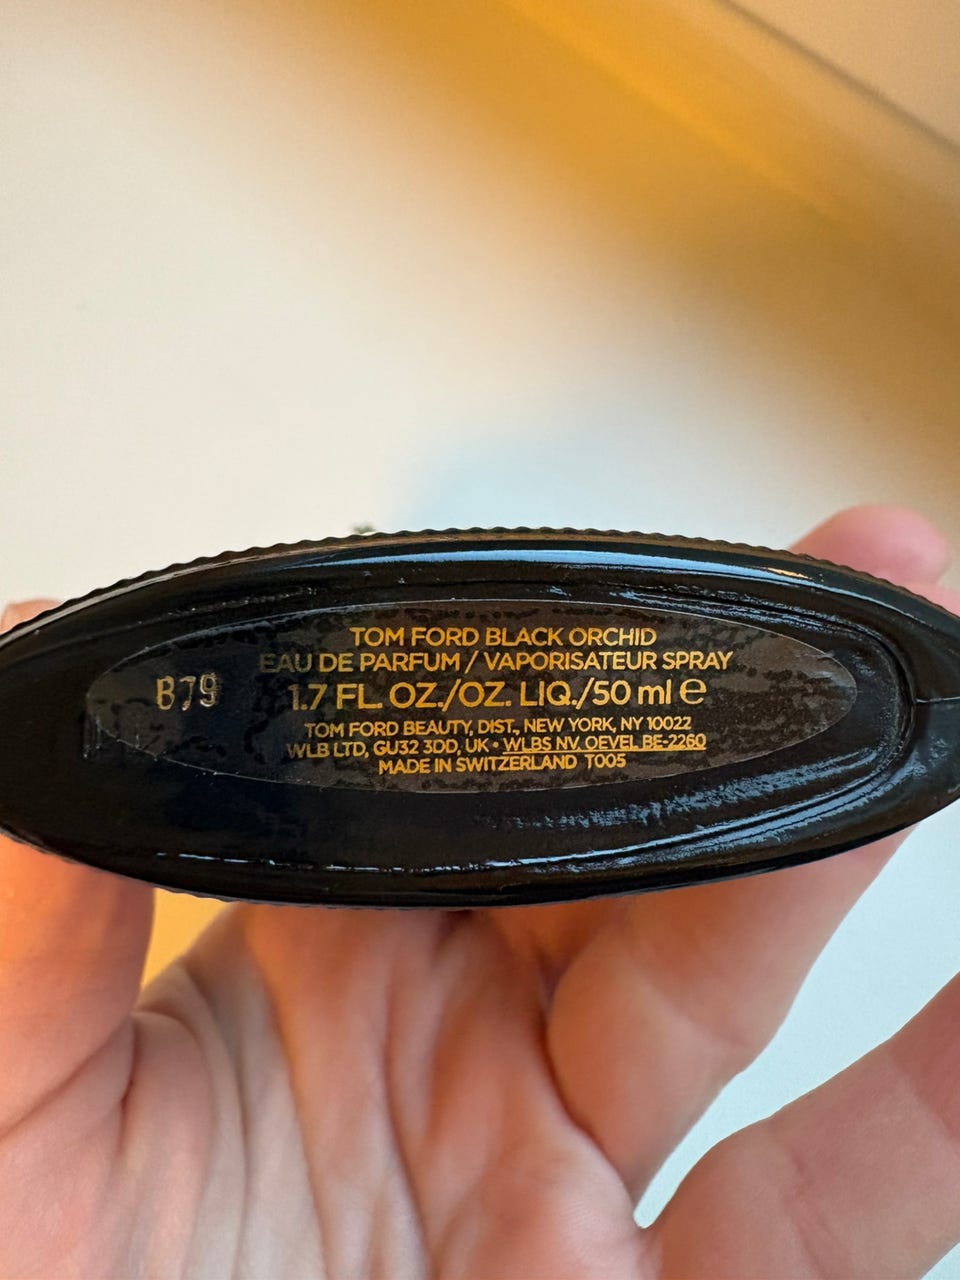 TOM FORD BLACK ORCHID
EAU DE PARFUM / VAPORISATEUR SPRAY
B79
1.7 FL. OZ./OZ. LIQ./50 ml ℮
TOM FORD BEAUTY, DIST., NEW YORK, NY 10022
WLB LTD, GU32 3DD, UK • WLBS NV OEVEL BE-2260
MADE IN SWITZERLAND T005